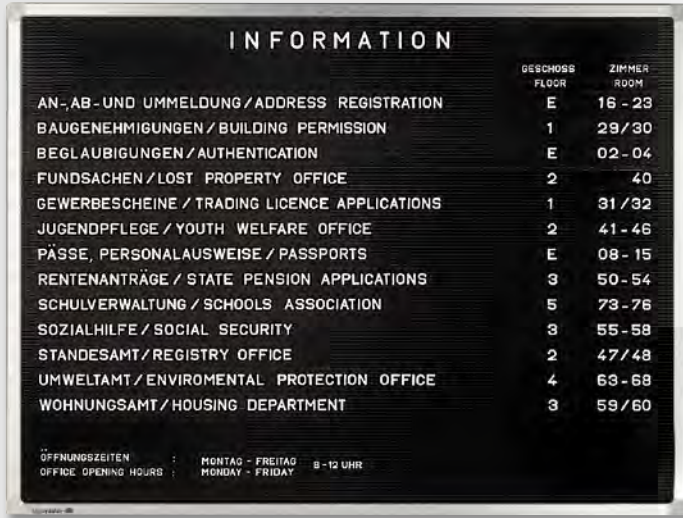 INFORMATION
GESCHOSS ZIMMER
FLOOR ROOM
AN-,AB-UND UMMELDUNG/ADDRESS REGISTRATION E 16-23
BAUGENEHMIGUNGEN/BUILDING PERMISSION 1 29/30
BEGLAUBIGUNGEN/AUTHENTICATION E 02-04
FUNDSACHEN/LOST PROPERTY OFFICE 2 40
GEWERBESCHEINE/TRADING LICENCE APPLICATIONS 1 31/32
JUGENDPFLEGE/YOUTH WELFARE OFFICE 2 41-46
PÄSSE, PERSONALAUSWEISE/PASSPORTS E 08-15
RENTENANTRÄGE/STATE PENSION APPLICATIONS 3 50-54
SCHULVERWALTUNG/SCHOOLS ASSOCIATION 5 73-76
SOZIALHILFE/SOCIAL SECURITY 3 55-58
STANDESAMT/REGISTRY OFFICE 2 47/48
UMWELTAMT/ENVIROMENTAL PROTECTION OFFICE 4 63-68
WOHNUNGSAMT/HOUSING DEPARTMENT 3 59/60
ÖFFNUNGSZEITEN : MONTAG - FREITAG 8-12 UHR
OFFICE OPENING HOURS : MONDAY - FRIDAY